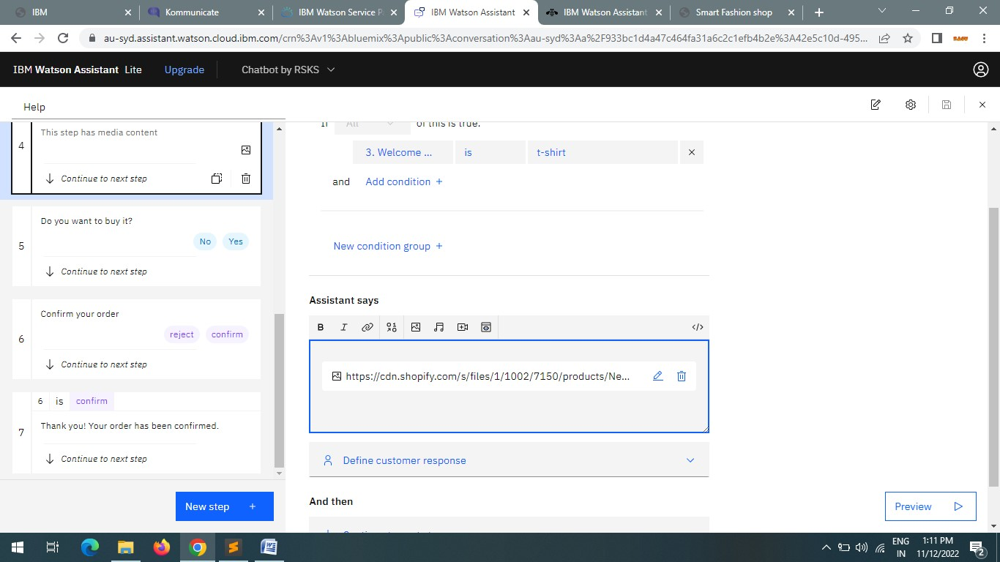 IBM
Kommunicate
IBM Watson Service P
IBM Watson Assistant
IBM Watson Assistant
Smart Fashion shop
au-syd.assistant.watson.cloud.ibm.com/crn%3Av1%3Abluemix%3Apublic%3Aconversation%3Aau-syd%3Aa%2F933bc1d4a47c464fa31a6c2c1efb4b2e%3A42e5c10d-495...
IBM Watson Assistant Lite
Upgrade
Chatbot by RSKS
Help
4
This step has media content
Continue to next step
5
Do you want to buy it?
No
Yes
Continue to next step
6
Confirm your order
reject
confirm
Continue to next step
6 is confirm
7
Thank you! Your order has been confirmed.
Continue to next step
New step +
If All of this is true:
3. Welcome ... is t-shirt
and Add condition +
New condition group +
Assistant says
B I
https://cdn.shopify.com/s/files/1/1002/7150/products/Ne...
Define customer response
And then
Preview
ENG
IN
1:11 PM
11/12/2022
2